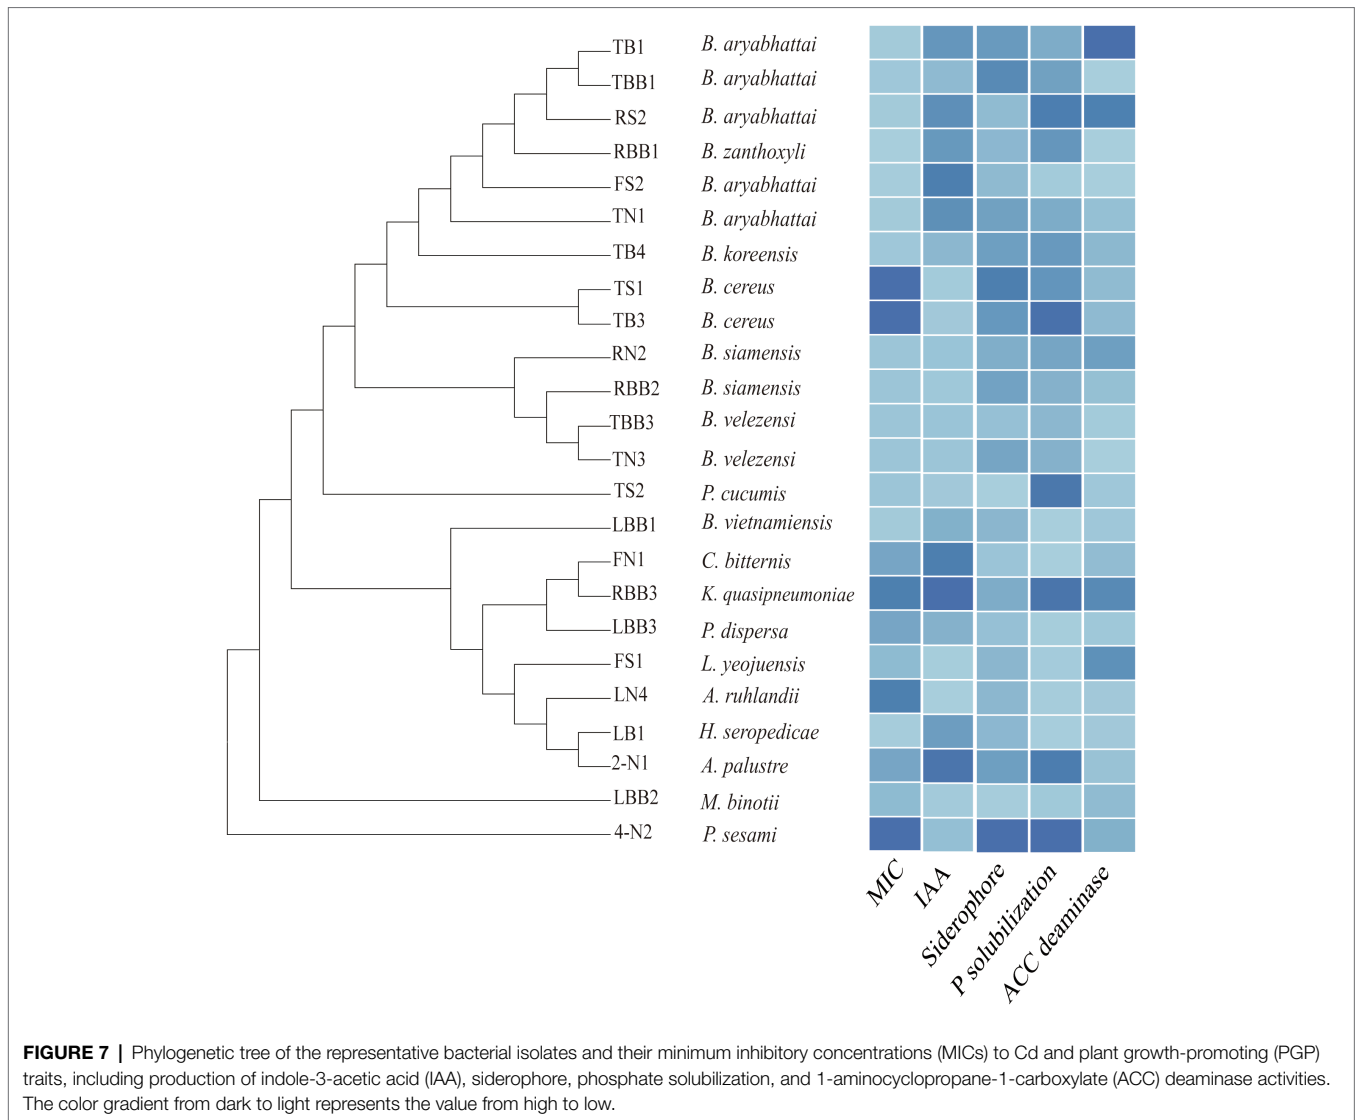 TB1 B. aryabhattai
TBB1 B. aryabhattai
RS2 B. aryabhattai
RBB1 B. zanthoxyli
FS2 B. aryabhattai
TN1 B. aryabhattai
TB4 B. koreensis
TS1 B. cereus
TB3 B. cereus
RN2 B. siamensis
RBB2 B. siamensis
TBB3 B. velezensi
TN3 B. velezensi
TS2 P. cucumis
LBB1 B. vietnamiensis
FN1 C. bitternis
RBB3 K. quasipneumoniae
LBB3 P. dispersa
FS1 L. yeojuensis
LN4 A. ruhlandii
LB1 H. seropedicae
2-N1 A. palustre
LBB2 M. binotii
4-N2 P. sesami
MIC
IAA
Siderophore
P solubilization
ACC deaminase
FIGURE 7 | Phylogenetic tree of the representative bacterial isolates and their minimum inhibitory concentrations (MICs) to Cd and plant growth-promoting (PGP)
traits, including production of indole-3-acetic acid (IAA), siderophore, phosphate solubilization, and 1-aminocyclopropane-1-carboxylate (ACC) deaminase activities.
The color gradient from dark to light represents the value from high to low.